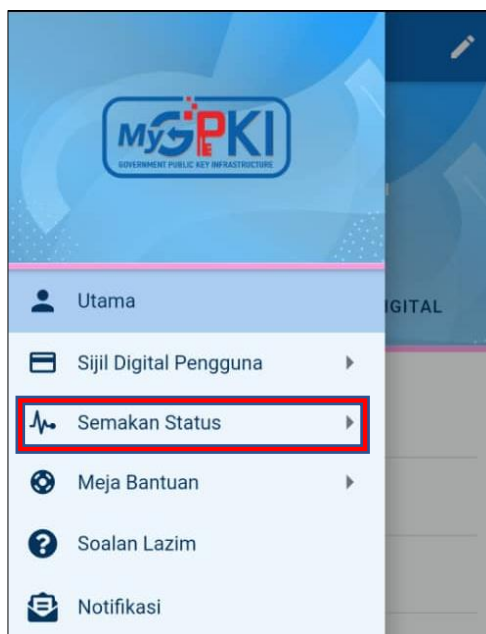 MyGPKI
GOVERNMENT PUBLIC KEY INFRASTRUCTURE
Utama
IGITAL
Sijil Digital Pengguna
Semakan Status
Meja Bantuan
Soalan Lazim
Notifikasi